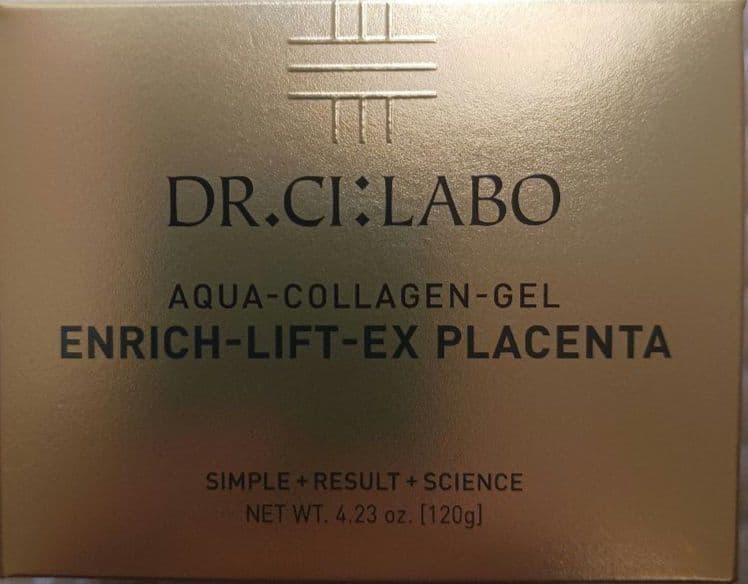 DR.CI:LABO
AQUA-COLLAGEN-GEL
ENRICH-LIFT-EX PLACENTA
SIMPLE+RESULT+SCIENCE
NET WT. 4.23 oz. [120g]